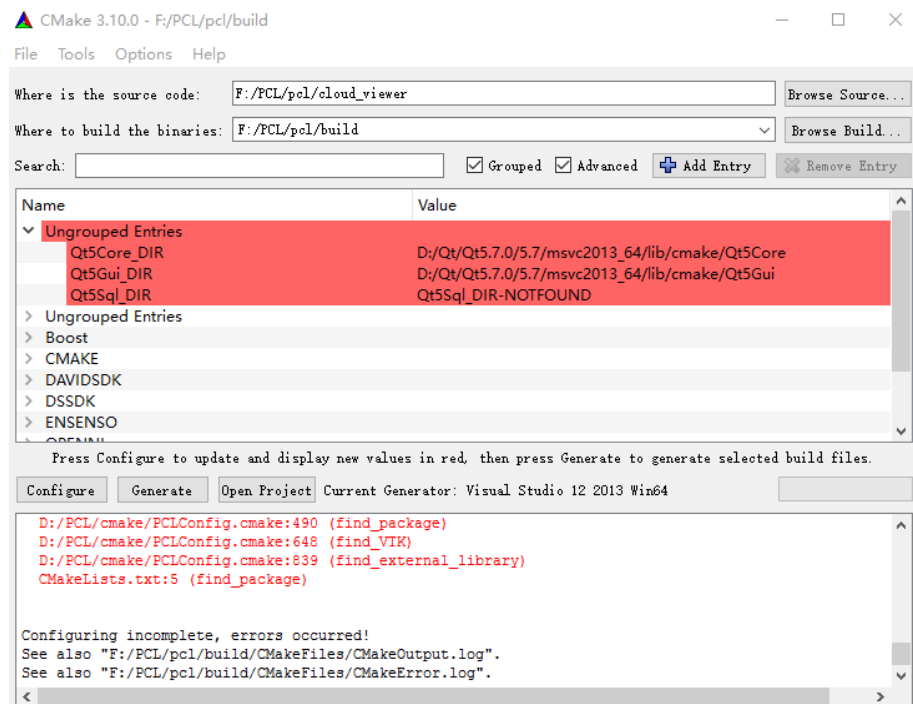 CMake 3.10.0 - F:/PCL/pcl/build
File Tools Options Help
Where is the source code: F:/PCL/pcl/cloud_viewer Browse Source...
Where to build the binaries: F:/PCL/pcl/build Browse Build...
Search: Grouped Advanced Add Entry Remove Entry
Name Value
Ungrouped Entries
Qt5Core_DIR D:/Qt/Qt5.7.0/5.7/msvc2013_64/lib/cmake/Qt5Core
Qt5Gui_DIR D:/Qt/Qt5.7.0/5.7/msvc2013_64/lib/cmake/Qt5Gui
Qt5Sql_DIR Qt5Sql_DIR-NOTFOUND
Ungrouped Entries
Boost
CMAKE
DAVIDSDK
DSSDK
ENSENSO
Press Configure to update and display new values in red, then press Generate to generate selected build files.
Configure Generate Open Project Current Generator: Visual Studio 12 2013 Win64
D:/PCL/cmake/PCLConfig.cmake:490 (find_package)
D:/PCL/cmake/PCLConfig.cmake:648 (find_VTK)
D:/PCL/cmake/PCLConfig.cmake:839 (find_external_library)
CMakeLists.txt:5 (find_package)
Configuring incomplete, errors occurred!
See also "F:/PCL/pcl/build/CMakeFiles/CMakeOutput.log".
See also "F:/PCL/pcl/build/CMakeFiles/CMakeError.log".